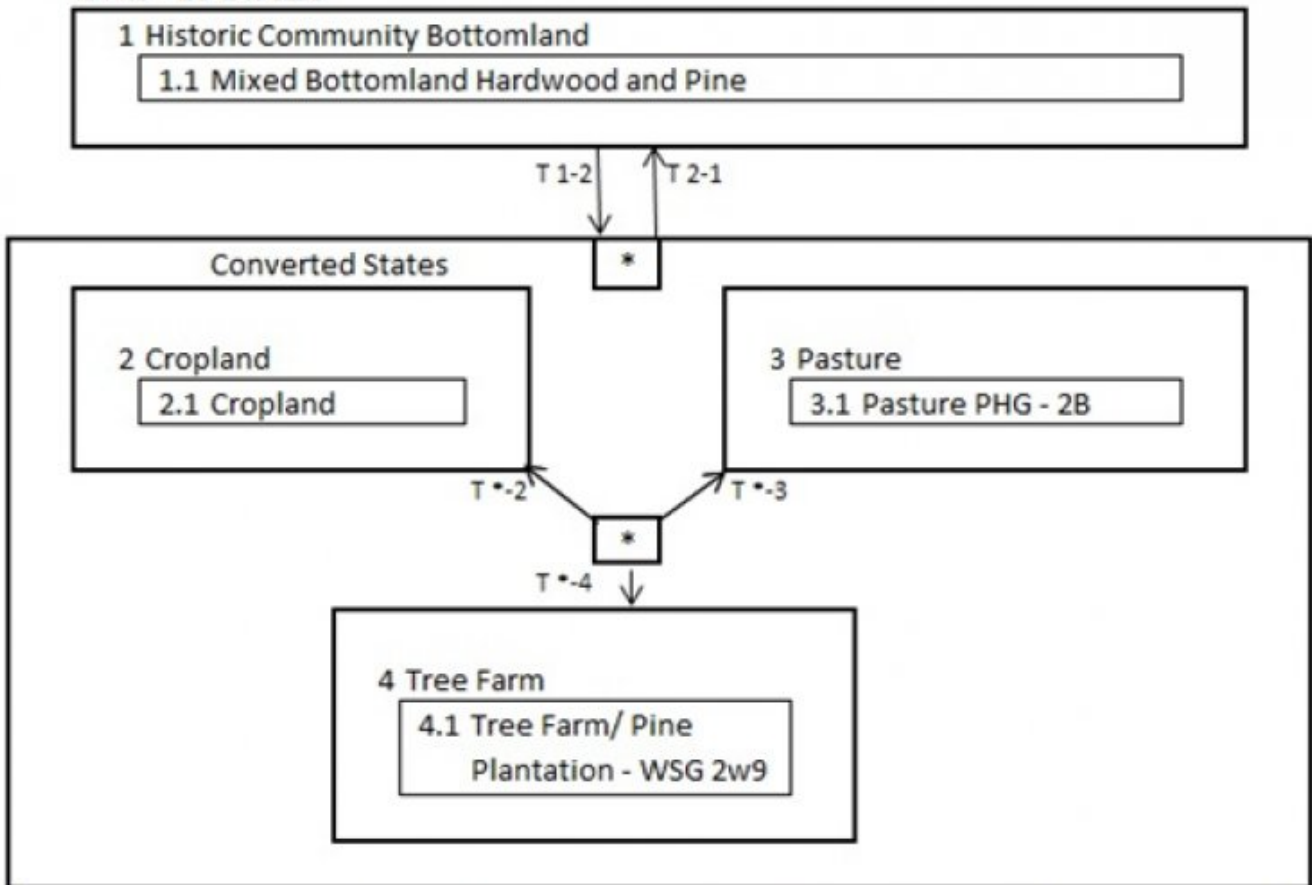 1 Historic Community Bottomland
1.1 Mixed Bottomland Hardwood and Pine
T 1-2
T 2-1
Converted States
*
2 Cropland
2.1 Cropland
3 Pasture
3.1 Pasture PHG - 2B
T *-2
T *-3
*
T *-4
4 Tree Farm
4.1 Tree Farm/ Pine
Plantation - WSG 2w9